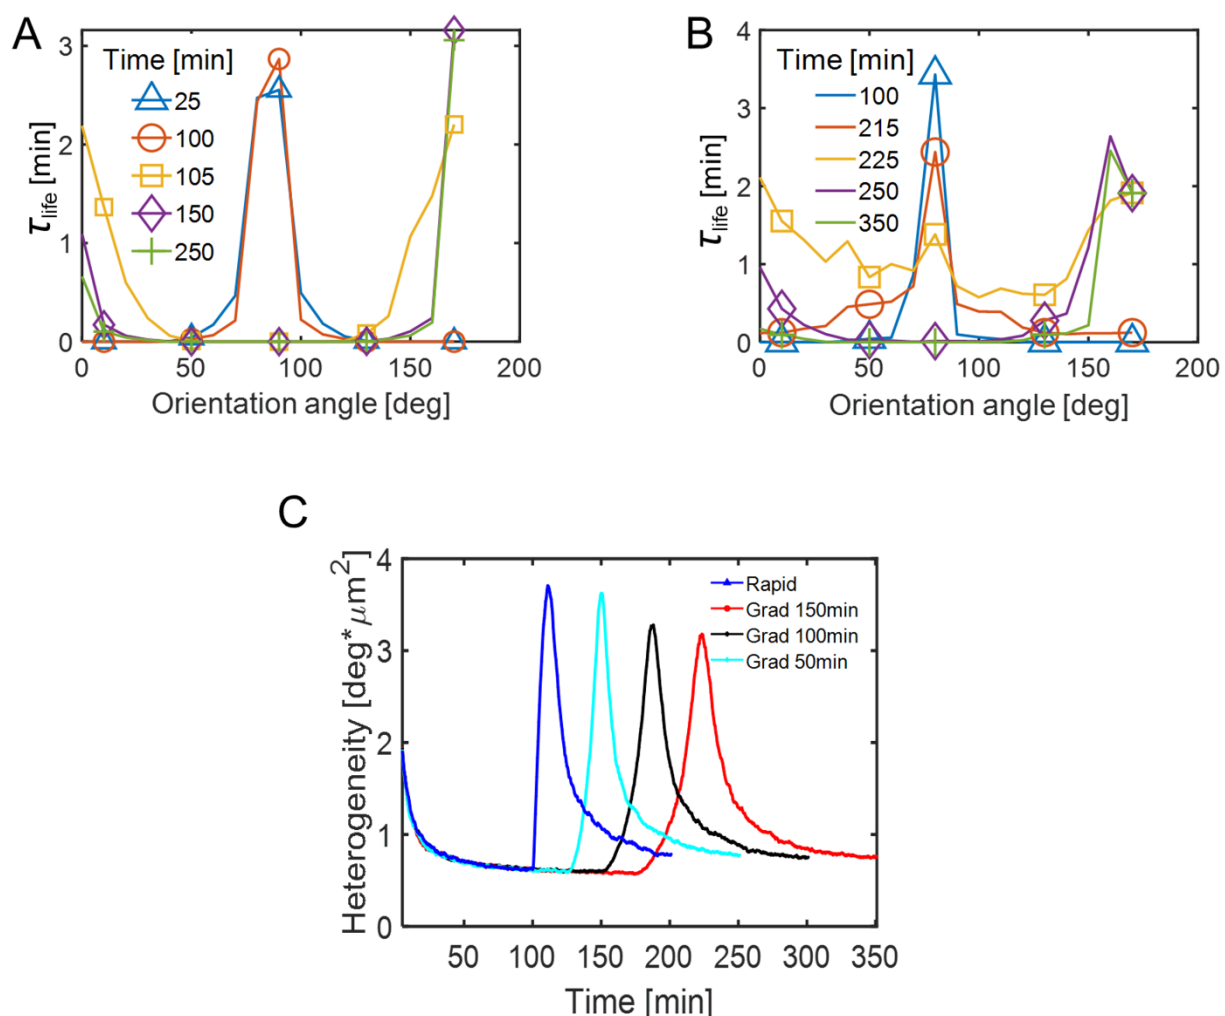 A
3
2
1
0
0
50
100
150
200
τlife [min]
Orientation angle [deg]
Time [min]
25
100
105
150
250
B
4
3
2
1
0
0
50
100
150
200
τlife [min]
Orientation angle [deg]
Time [min]
100
215
225
250
350
C
4
3
2
1
0
50
100
150
200
250
300
350
Heterogeneity [deg*μm²]
Time [min]
Rapid
Grad 150min
Grad 100min
Grad 50min